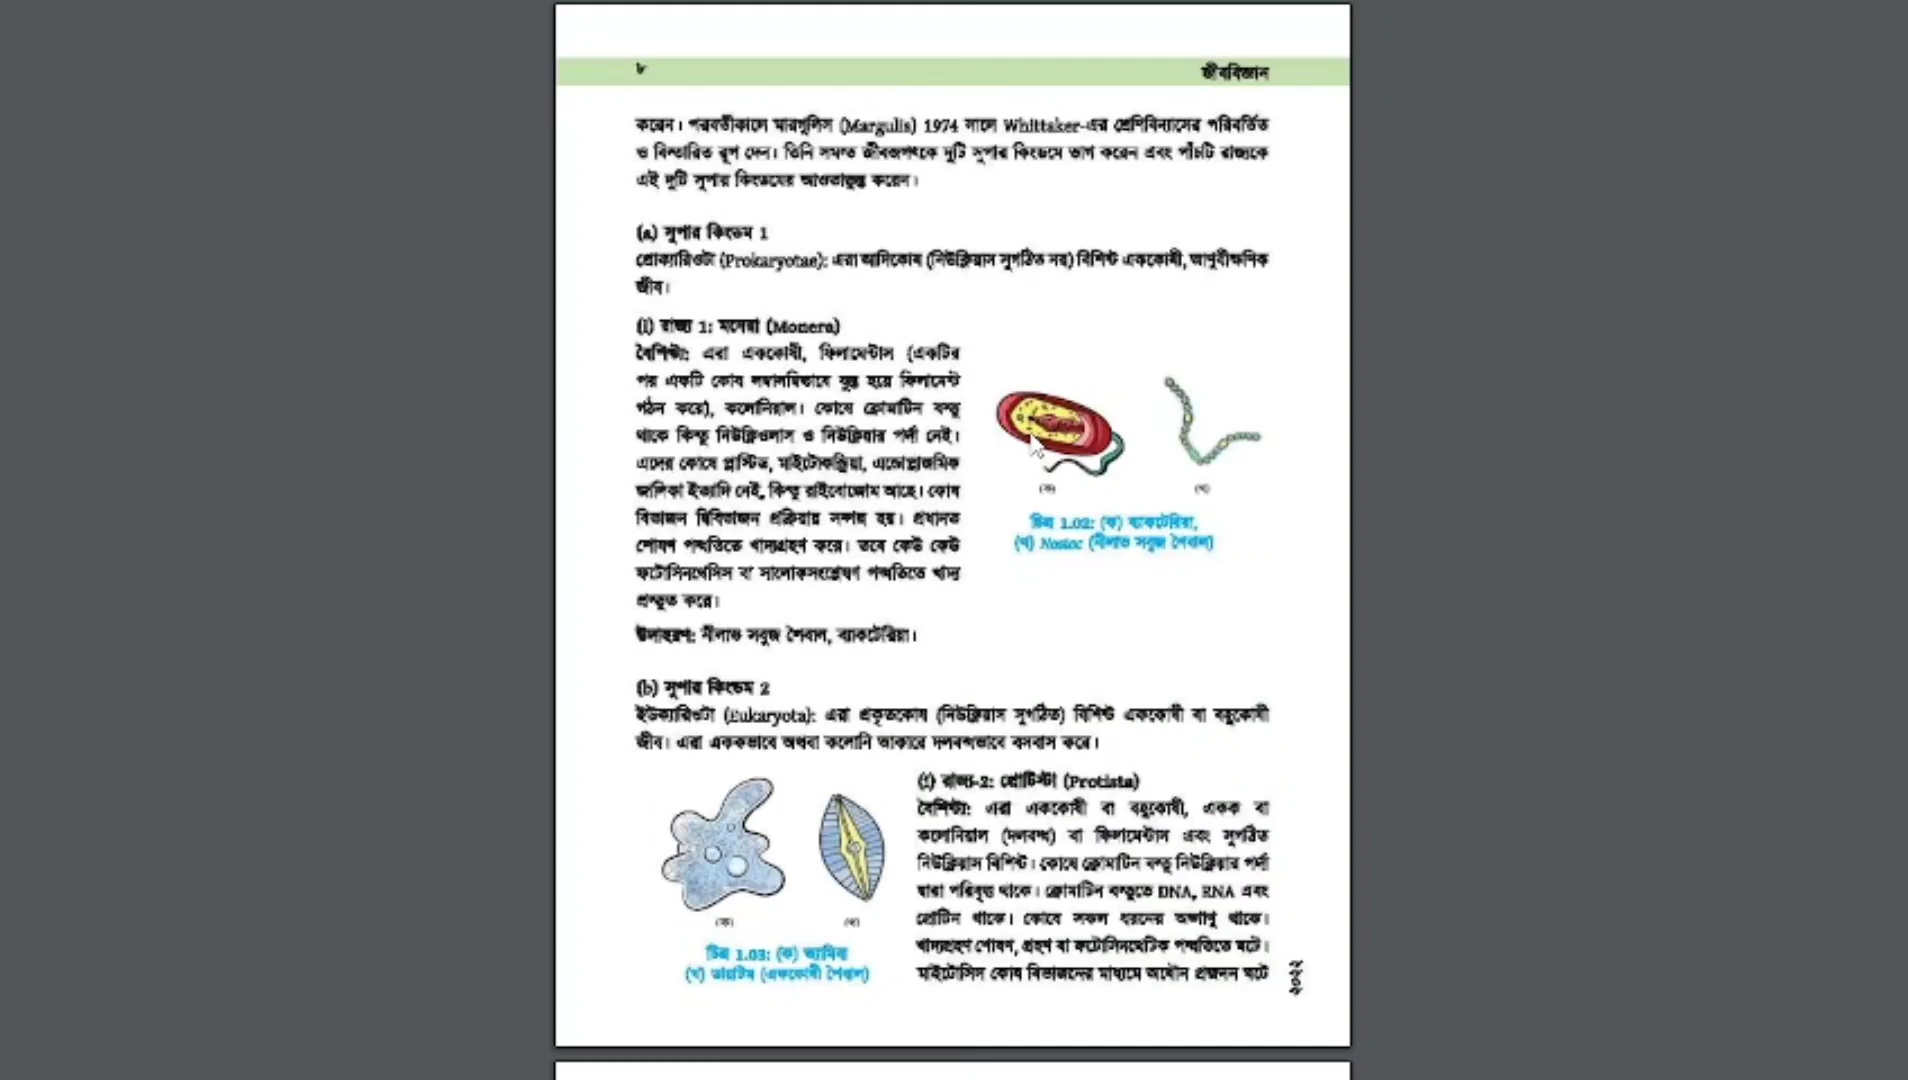 ৮
জীববিজ্ঞান
করেন। পরবর্তীকালে মারগুলিস (Margulis) 1974 সালে Whittaker-এর শ্রেণিবিন্যাসের পরিবর্তিত
ও বিস্তারিত রূপ দেন। তিনি সমস্ত জীবজগৎকে দুটি সুপার কিংডমে ভাগ করেন এবং পাঁচটি রাজ্যকে
এই দুটি সুপার কিংডমের আওতাভুক্ত করেন।
(a) সুপার কিংডম 1
প্রোক্যারিওটা (Prokaryotae): এরা আদিকোষ (নিউক্লিয়াস সুগঠিত নয়) বিশিষ্ট এককোষী, আণুবীক্ষণিক
জীব।
(i) রাজ্য 1: মনেরা (Monera)
বৈশিষ্ট্য: এরা এককোষী, ফিলামেন্টাস (একটির
পর একটি কোষ লম্বালম্বিভাবে যুক্ত হয়ে ফিলামেন্ট
গঠন করে), কলোনিয়াল। কোষে ক্রোমাটিন বস্তু
থাকে কিন্তু নিউক্লিওলাস ও নিউক্লিয়ার পর্দা নেই।
এদের কোষে প্লাস্টিড, মাইটোকন্ড্রিয়া, এন্ডোপ্লাজমিক
জালিকা ইত্যাদি নেই, কিন্তু রাইবোজোম আছে। কোষ
বিভাজন দ্বিবিভাজন প্রক্রিয়ায় সম্পন্ন হয়। প্রধানত
শোষণ পদ্ধতিতে খাদ্যগ্রহণ করে। তবে কেউ কেউ
ফটোসিনথেসিস বা সালোকসংশ্লেষণ পদ্ধতিতে খাদ্য
প্রস্তুত করে।
উদাহরণ: নীলাভ সবুজ শৈবাল, ব্যাকটেরিয়া।
(ক)
(খ)
চিত্র 1.02: (ক) ব্যাকটেরিয়া,
(খ) Nostoc (নীলাভ সবুজ শৈবাল)
(b) সুপার কিংডম 2
ইউক্যারিওটা (Eukaryota): এরা প্রকৃতকোষ (নিউক্লিয়াস সুগঠিত) বিশিষ্ট এককোষী বা বহুকোষী
জীব। এরা এককভাবে অথবা কলোনি আকারে দলবদ্ধভাবে বসবাস করে।
(ক)
(খ)
চিত্র 1.03: (ক) অ্যামিবা
(খ) ডায়াটম (এককোষী শৈবাল)
(i) রাজ্য-2: প্রোটিস্টা (Protista)
বৈশিষ্ট্য: এরা এককোষী বা বহুকোষী, একক বা
কলোনিয়াল (দলবদ্ধ) বা ফিলামেন্টাস এবং সুগঠিত
নিউক্লিয়াস বিশিষ্ট। কোষে ক্রোমাটিন বস্তু নিউক্লিয়ার পর্দা
দ্বারা পরিবৃত্ত থাকে। ক্রোমাটিন বস্তুতে DNA, RNA এবং
প্রোটিন থাকে। কোষে সকল ধরনের অঙ্গাণু থাকে।
খাদ্যগ্রহণ শোষণ, গ্রহণ বা ফটোসিনথেটিক পদ্ধতিতে ঘটে।
মাইটোসিস কোষ বিভাজনের মাধ্যমে অযৌন প্রজনন ঘটে
২০২২